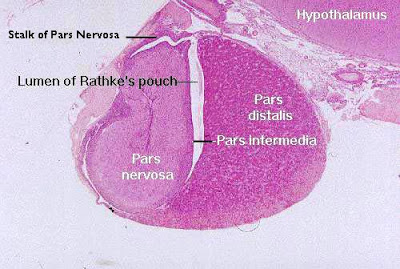 Hypothalamus
Stalk of Pars Nervosa
Lumen of Rathke's pouch
Pars
distalis
Pars intermedia
Pars
nervosa